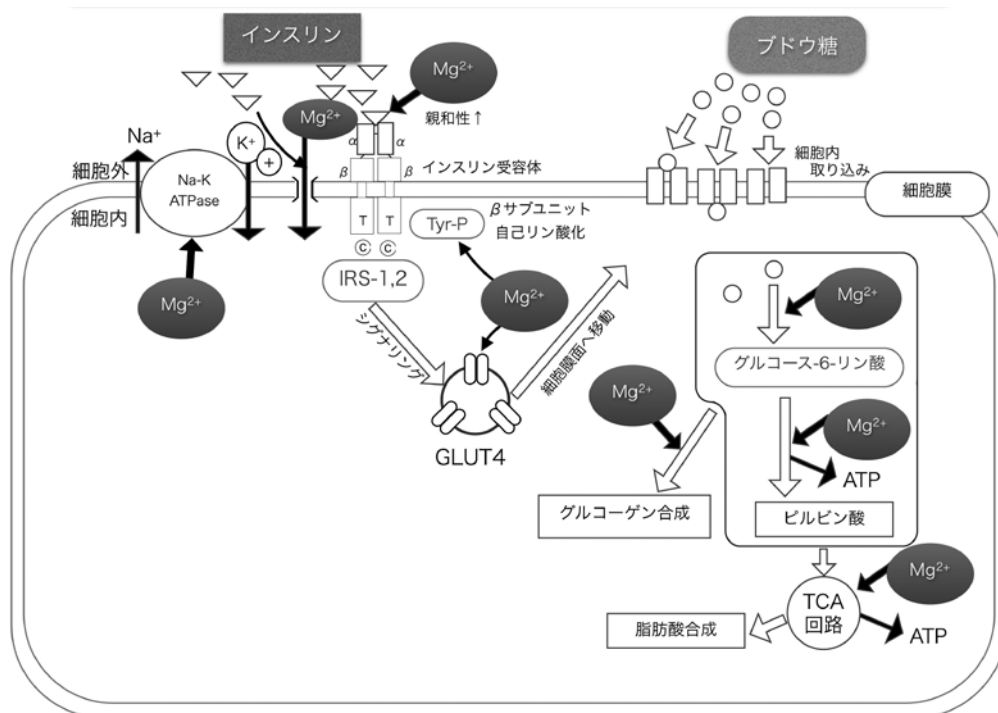 インスリン
ブドウ糖
Mg²⁺
Mg²⁺
親和性↑
Na⁺
K⁺
+
α
α
細胞外
Na-K
ATPase
β
β
インスリン受容体
細胞内
取り込み
細胞膜
細胞内
T
T
Tyr-P
βサブユニット
自己リン酸化
C
C
IRS-1,2
Mg²⁺
Mg²⁺
Mg²⁺
シグナリング
細胞膜面へ移動
グルコース-6-リン酸
Mg²⁺
Mg²⁺
GLUT4
ATP
グルコーゲン合成
ピルビン酸
Mg²⁺
TCA
回路
脂肪酸合成
ATP